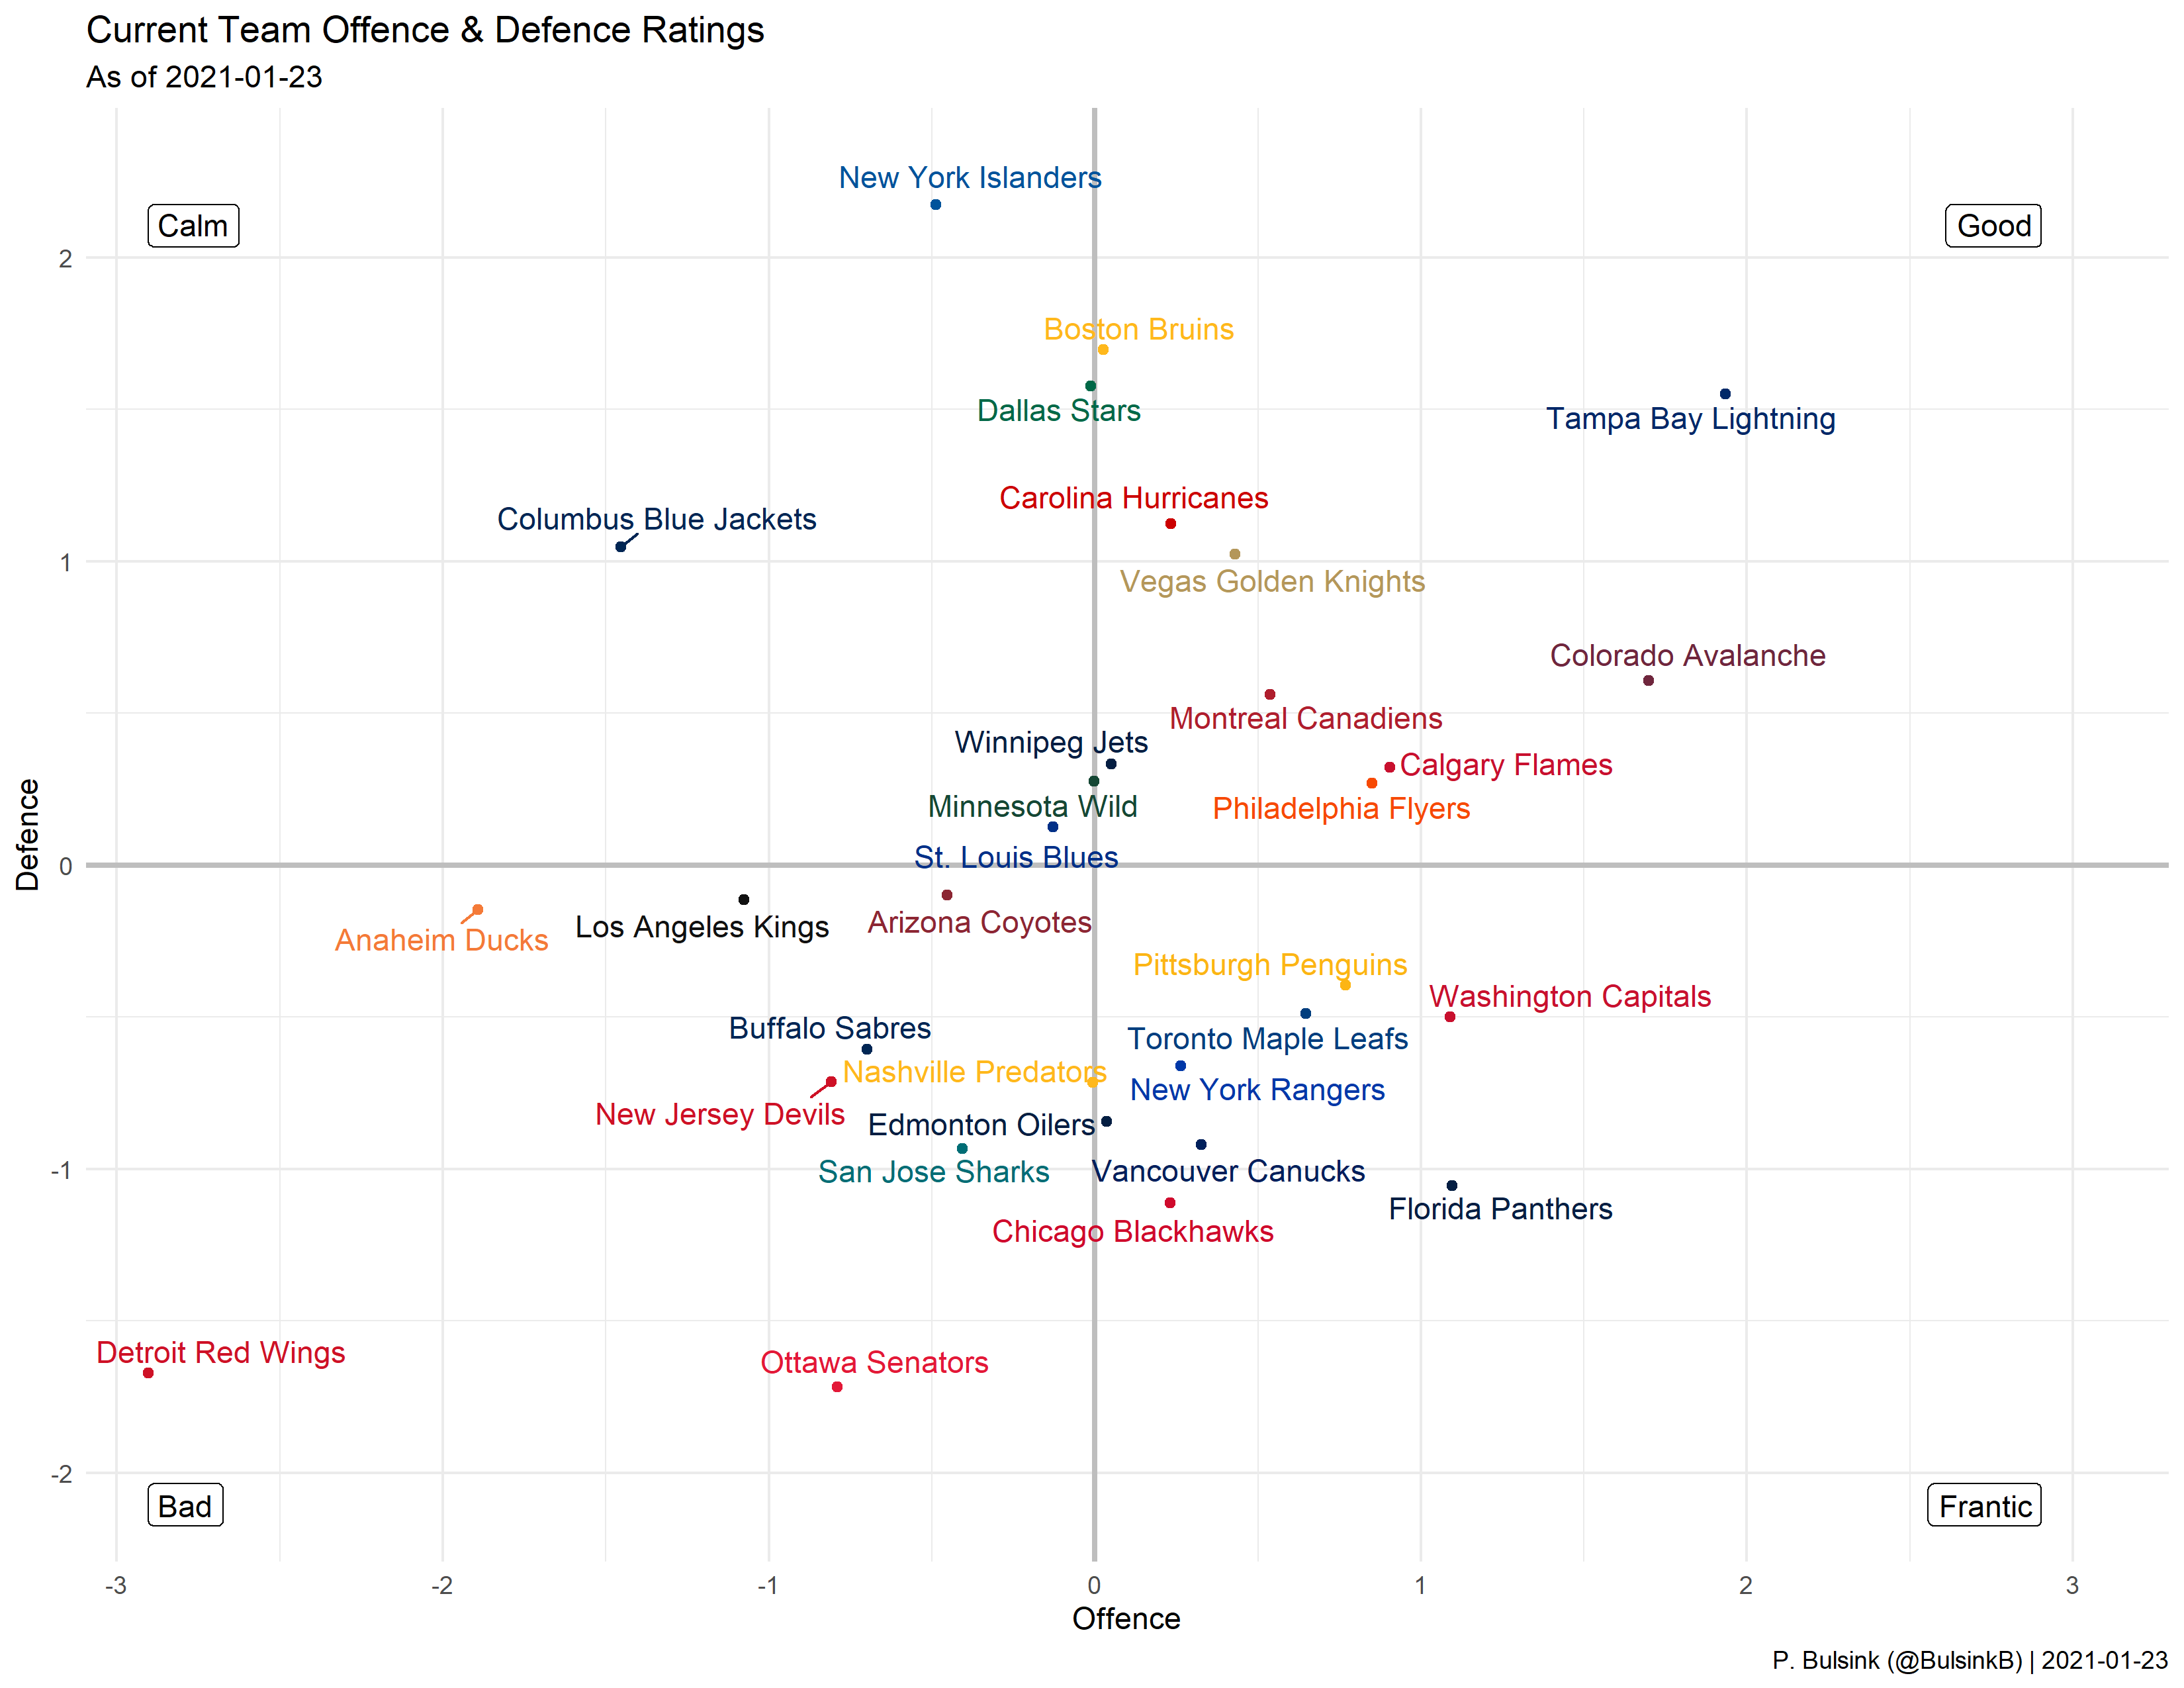 Current Team Offence & Defence Ratings
As of 2021-01-23
New York Islanders
Calm
Good
2
Boston Bruins
Dallas Stars
Tampa Bay Lightning
Carolina Hurricanes
Columbus Blue Jackets
1
Vegas Golden Knights
Colorado Avalanche
Montreal Canadiens
Winnipeg Jets
Calgary Flames
Minnesota Wild
Philadelphia Flyers
Defence
St. Louis Blues
0
Arizona Coyotes
Los Angeles Kings
Anaheim Ducks
Pittsburgh Penguins
Washington Capitals
Buffalo Sabres
Toronto Maple Leafs
Nashville Predators
New York Rangers
New Jersey Devils
Edmonton Oilers
San Jose Sharks
Vancouver Canucks
-1
Florida Panthers
Chicago Blackhawks
Detroit Red Wings
Ottawa Senators
-2
Bad
Frantic
-3 -2 -1 0 1 2 3
Offence
P. Bulsink (@BulsinkB) | 2021-01-23